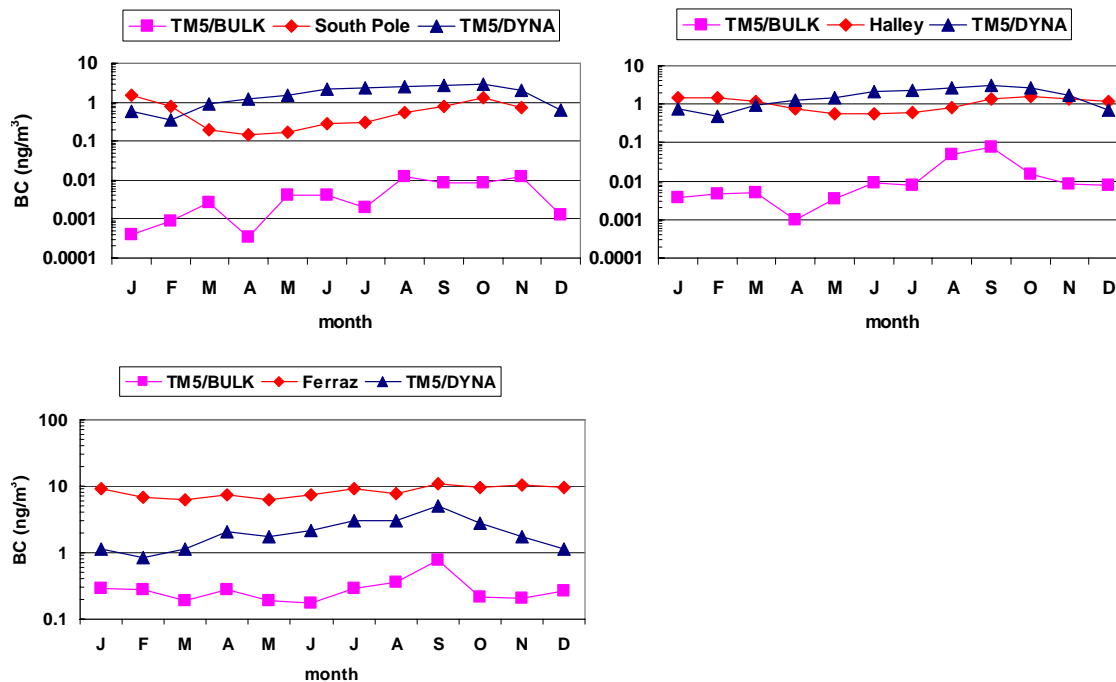 TM5/BULK South Pole TM5/DYNA
10
1
0.1
0.01
0.001
0.0001
BC (ng/m³)
J F M A M J J A S O N D
month
TM5/BULK Halley TM5/DYNA
10
1
0.1
0.01
0.001
0.0001
J F M A M J J A S O N D
month
TM5/BULK Ferraz TM5/DYNA
100
10
1
0.1
BC (ng/m³)
J F M A M J J A S O N D
month